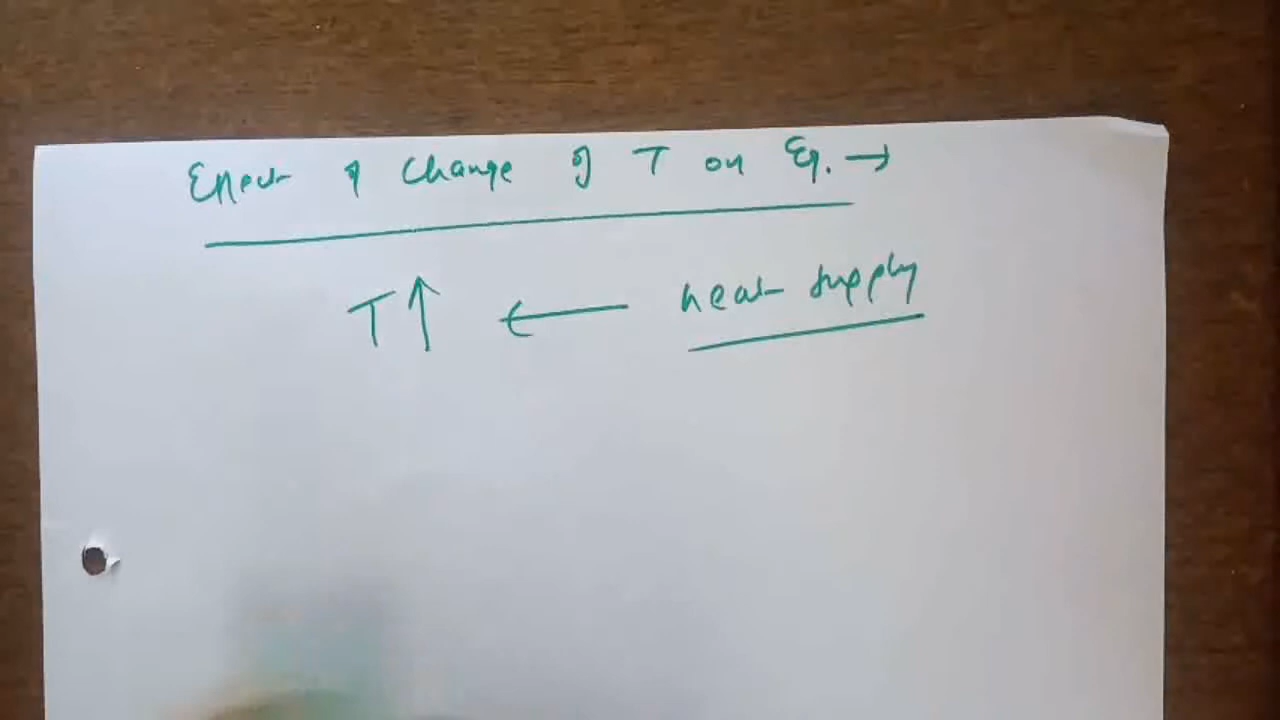 Effect of Change of T on Eq. →
T↑ ← heat supply